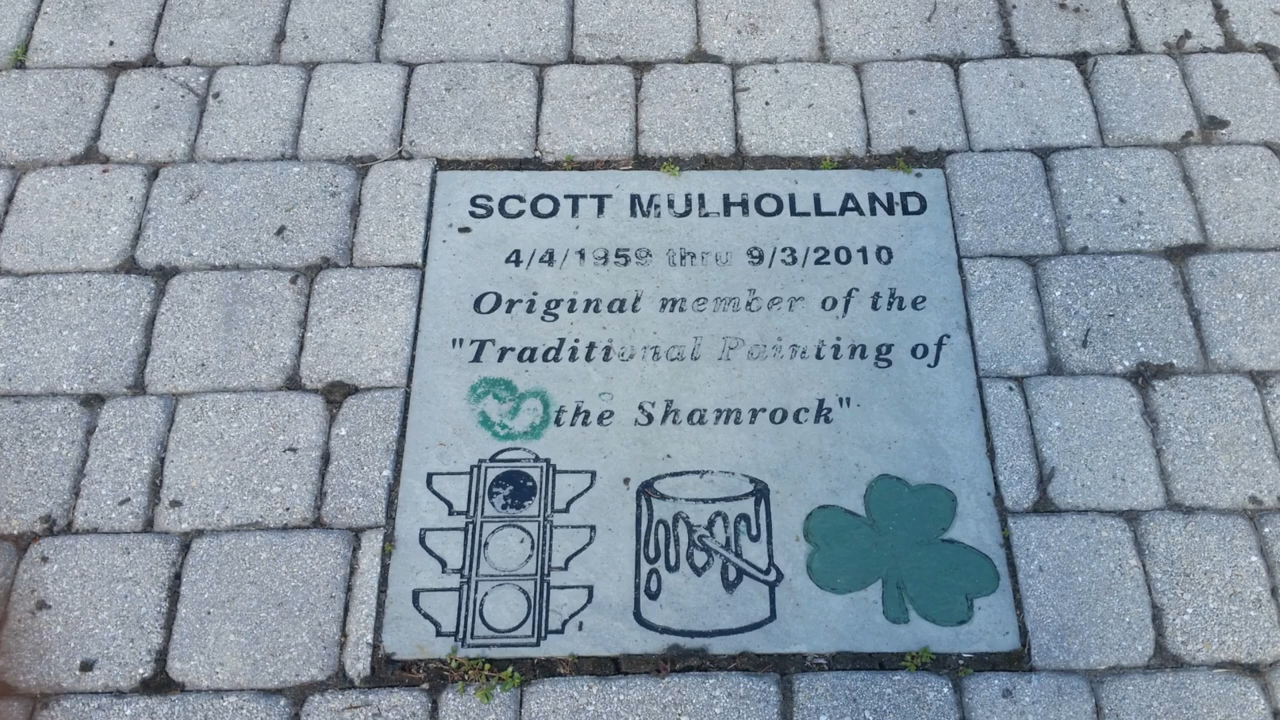 SCOTT MULHOLLAND
4/4/1959 thru 9/3/2010
Original member of the
"Traditional Painting of
the Shamrock"